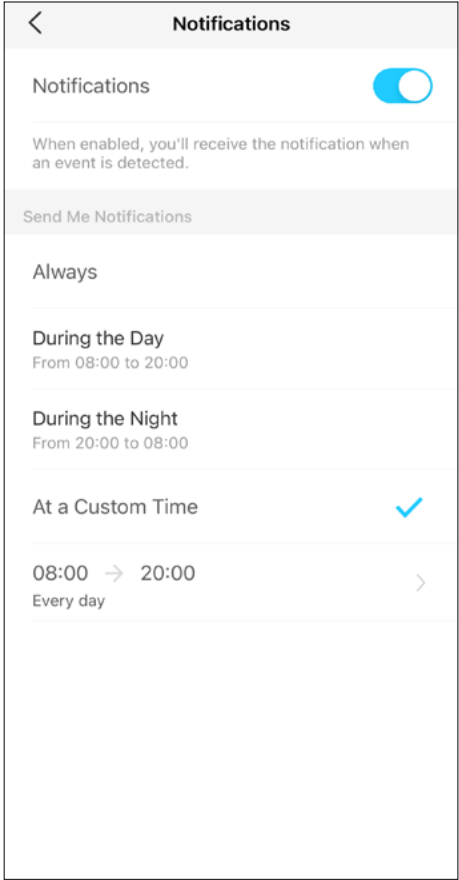 Notifications
Notifications
When enabled, you'll receive the notification when
an event is detected.
Send Me Notifications
Always
During the Day
From 08:00 to 20:00
During the Night
From 20:00 to 08:00
At a Custom Time
08:00 → 20:00
Every day